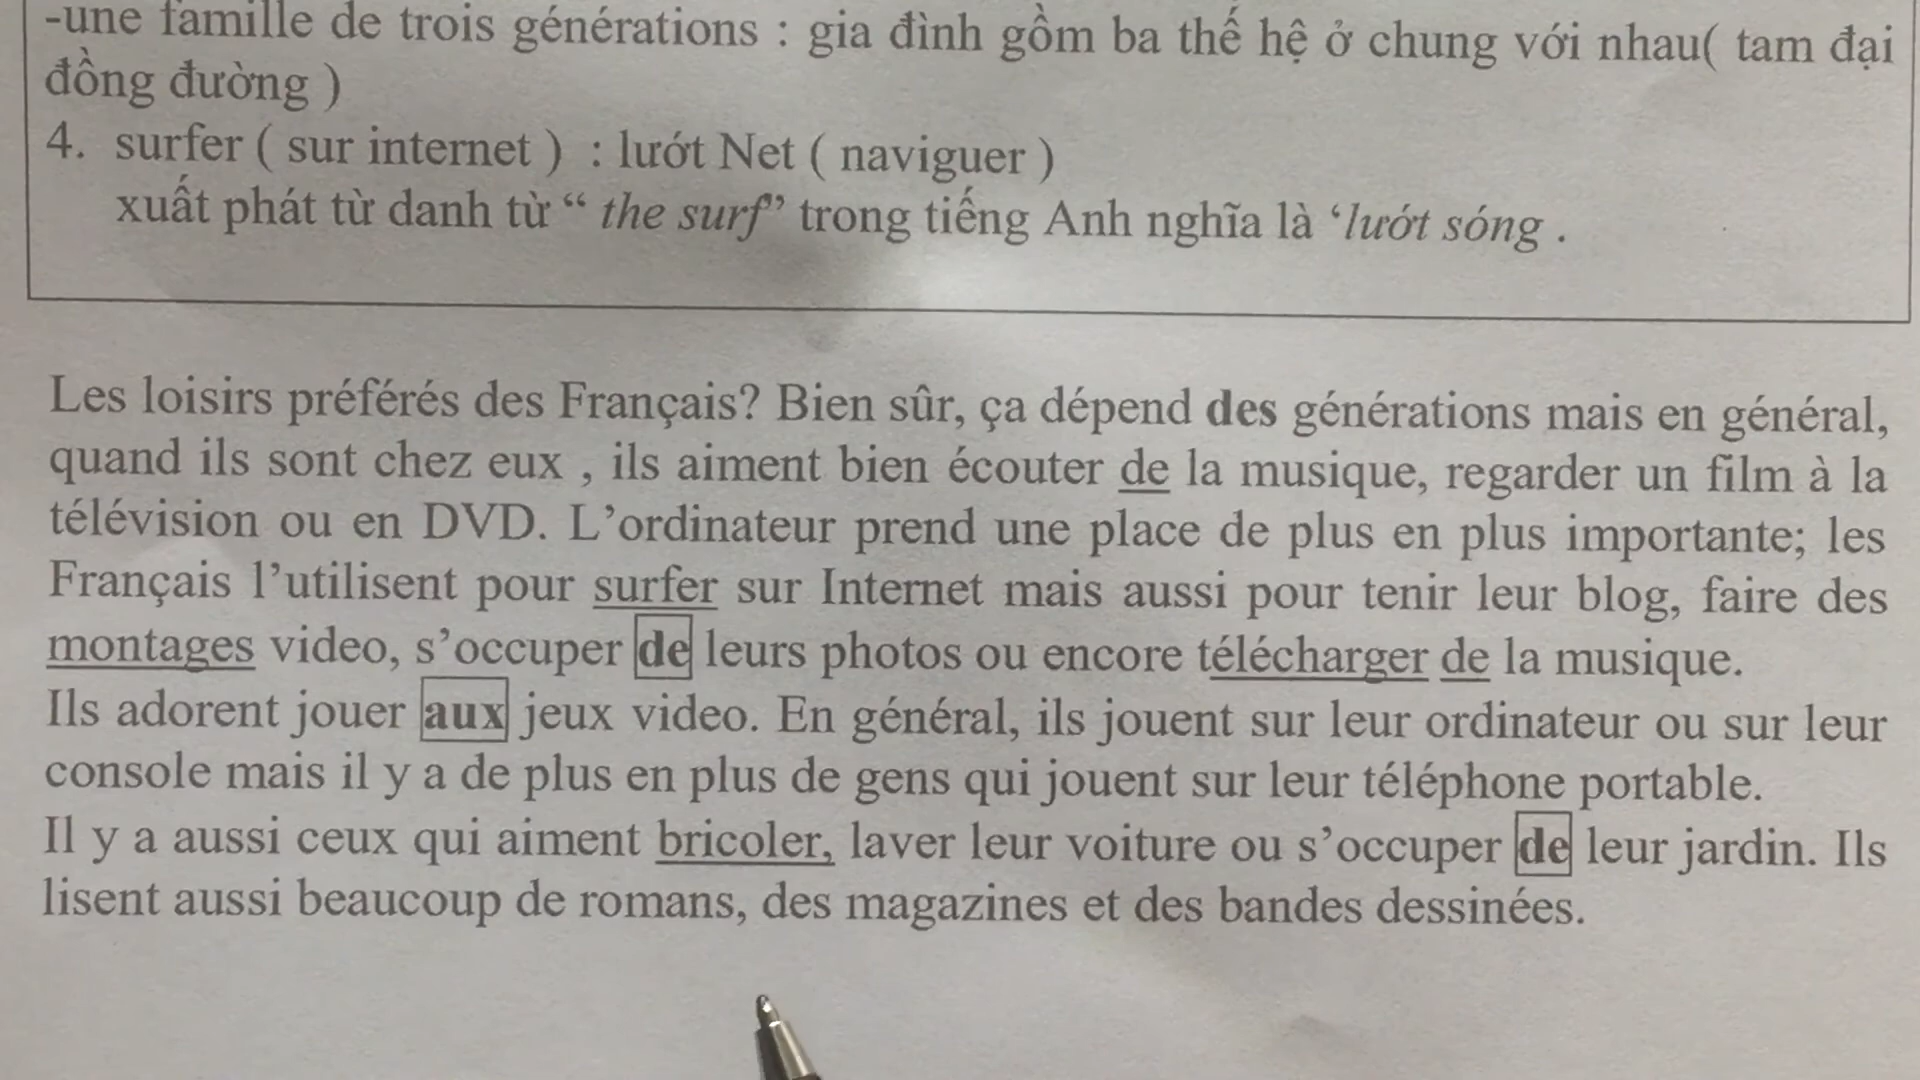 -une famille de trois générations : gia đình gồm ba thế hệ ở chung với nhau( tam đại
đồng đường )
4. surfer ( sur internet ) : lướt Net ( naviguer )
xuất phát từ danh từ “ the surf” trong tiếng Anh nghĩa là ‘lướt sóng .
Les loisirs préférés des Français? Bien sûr, ça dépend des générations mais en général,
quand ils sont chez eux , ils aiment bien écouter de la musique, regarder un film à la
télévision ou en DVD. L’ordinateur prend une place de plus en plus importante; les
Français l’utilisent pour surfer sur Internet mais aussi pour tenir leur blog, faire des
montages video, s’occuper de leurs photos ou encore télécharger de la musique.
Ils adorent jouer aux jeux video. En général, ils jouent sur leur ordinateur ou sur leur
console mais il y a de plus en plus de gens qui jouent sur leur téléphone portable.
Il y a aussi ceux qui aiment bricoler, laver leur voiture ou s’occuper de leur jardin. Ils
lisent aussi beaucoup de romans, des magazines et des bandes dessinées.